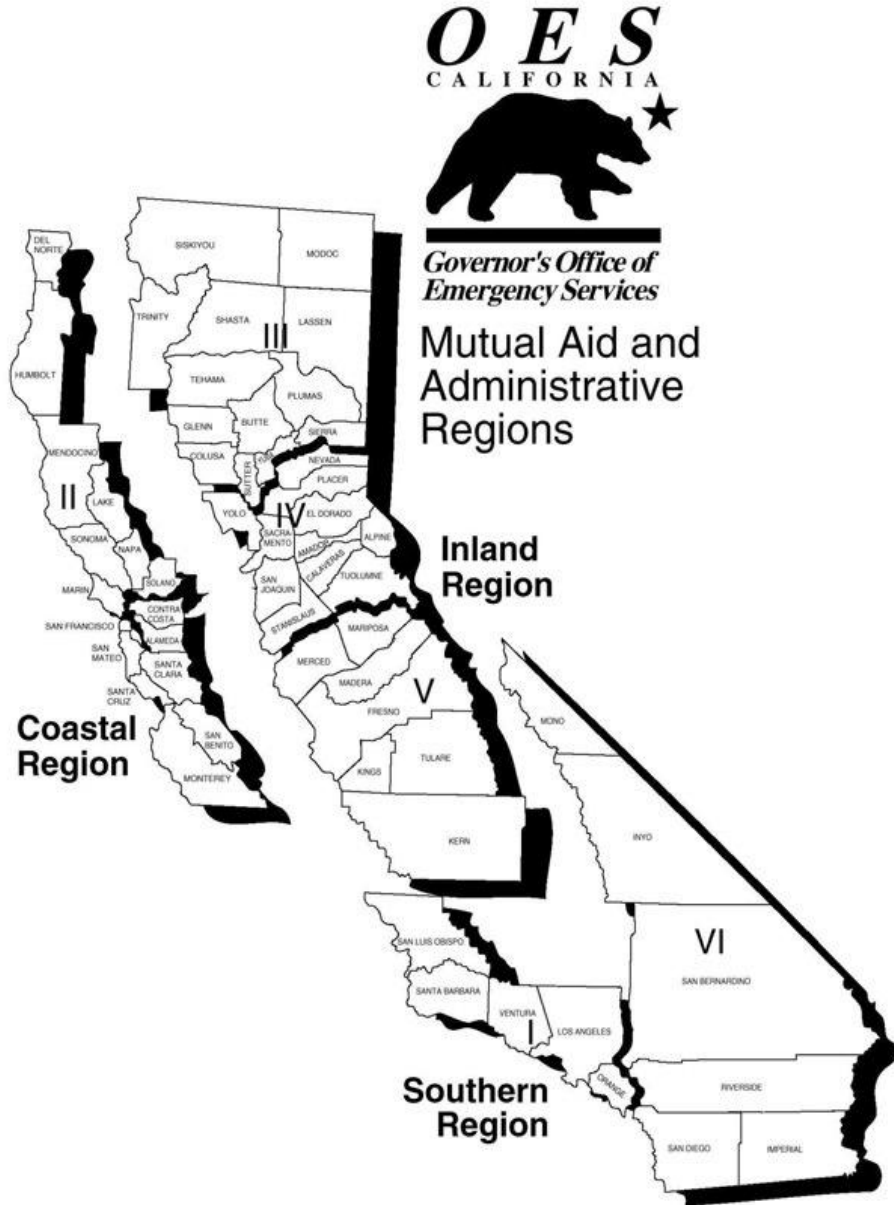 OES
CALIFORNIA
Governor's Office of
Emergency Services
Mutual Aid and
Administrative
Regions
DEL
NORTE
SISKIYOU
MODOC
TRINITY
SHASTA
LASSEN
III
HUMBOLT
TEHAMA
PLUMAS
GLENN
BUTTE
SIERRA
MENDOCINO
COLUSA
SUTTER
YUBA
NEVADA
PLACER
II
LAKE
YOLO
IV
EL DORADO
SONOMA
NAPA
SACRA-
MENTO
AMADOR
ALPINE
Inland
Region
SOLANO
CALAVERAS
TUOLUMNE
MARIN
SAN
JOAQUIN
CONTRA
COSTA
SAN FRANCISCO
ALAMEDA
STANISLAUS
MARIPOSA
SAN
MATEO
SANTA
CLARA
MERCED
MADERA
SANTA
CRUZ
FRESNO
V
MONO
Coastal
Region
SAN
BENITO
MONTEREY
KINGS
TULARE
KERN
INYO
SAN LUIS OBISPO
VI
SAN BERNARDINO
SANTA BARBARA
VENTURA
I
LOS ANGELES
ORANGE
RIVERSIDE
Southern
Region
SAN DIEGO
IMPERIAL